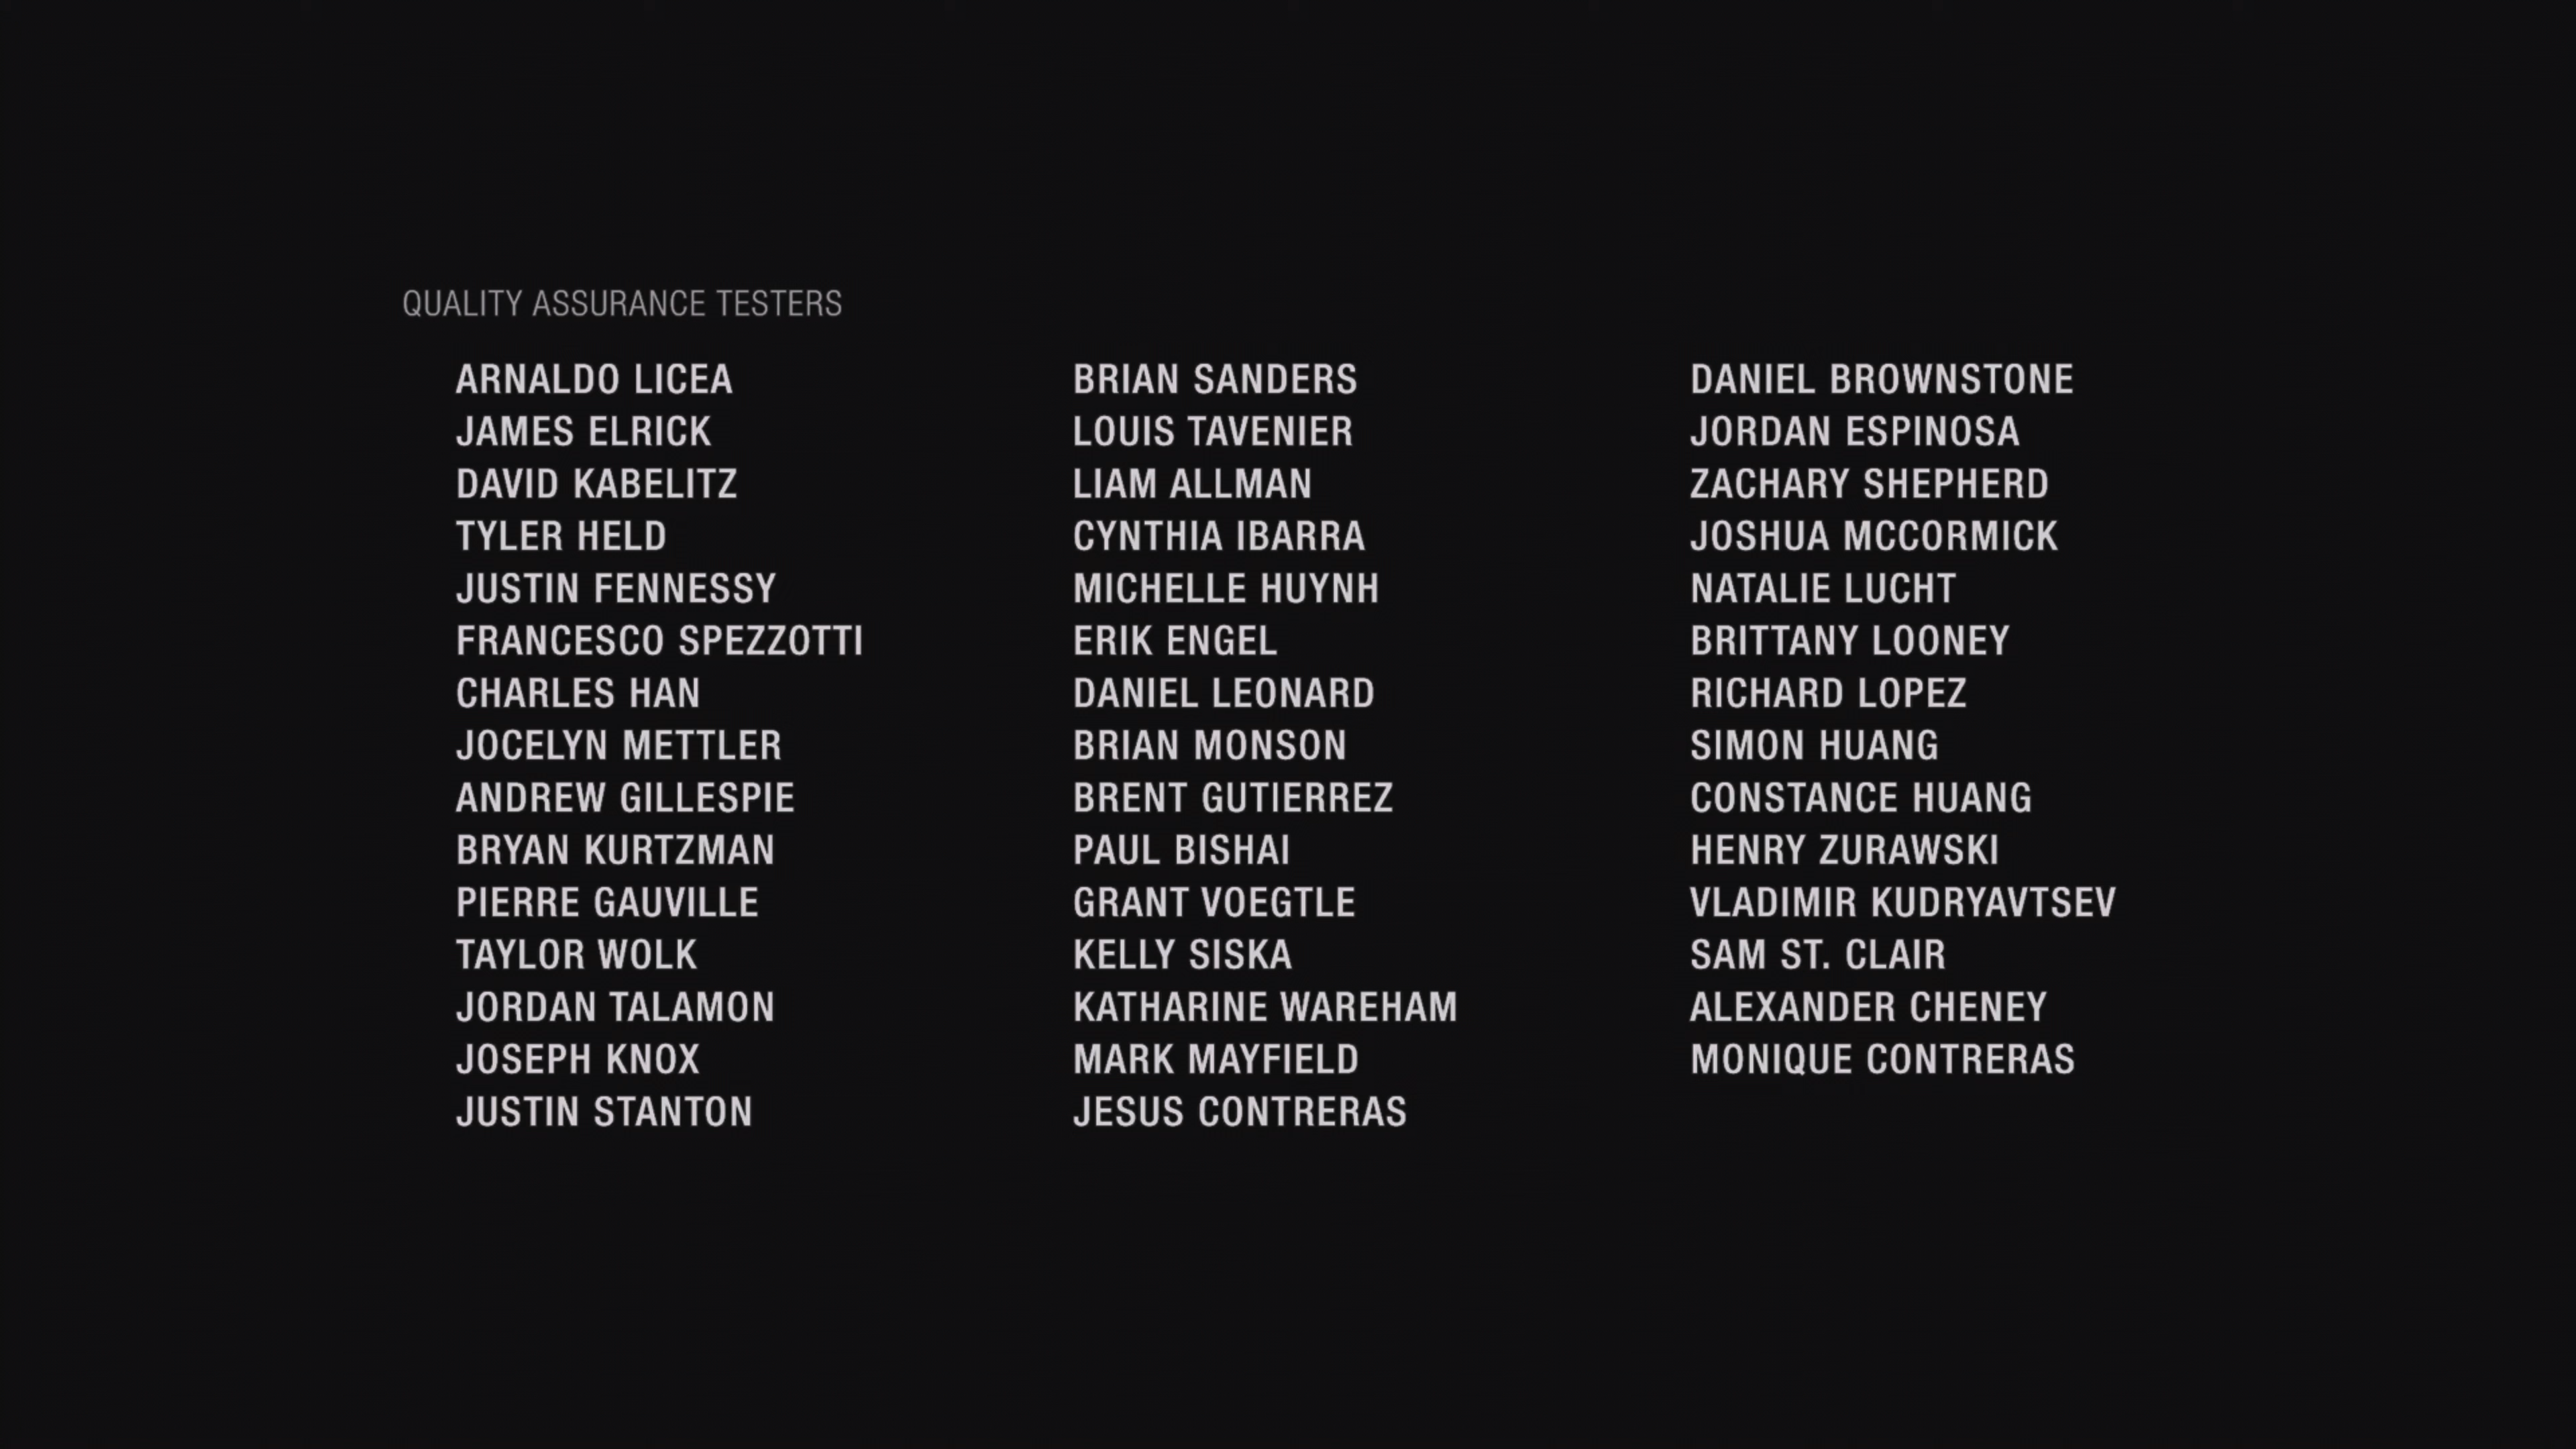 QUALITY ASSURANCE TESTERS
ARNALDO LICEA
JAMES ELRICK
DAVID KABELITZ
TYLER HELD
JUSTIN FENNESSY
FRANCESCO SPEZZOTTI
CHARLES HAN
JOCELYN METTLER
ANDREW GILLESPIE
BRYAN KURTZMAN
PIERRE GAUVILLE
TAYLOR WOLK
JORDAN TALAMON
JOSEPH KNOX
JUSTIN STANTON
BRIAN SANDERS
LOUIS TAVENIER
LIAM ALLMAN
CYNTHIA IBARRA
MICHELLE HUYNH
ERIK ENGEL
DANIEL LEONARD
BRIAN MONSON
BRENT GUTIERREZ
PAUL BISHAI
GRANT VOEGTLE
KELLY SISKA
KATHARINE WAREHAM
MARK MAYFIELD
JESUS CONTRERAS
DANIEL BROWNSTONE
JORDAN ESPINOSA
ZACHARY SHEPHERD
JOSHUA MCCORMICK
NATALIE LUCHT
BRITTANY LOONEY
RICHARD LOPEZ
SIMON HUANG
CONSTANCE HUANG
HENRY ZURAWSKI
VLADIMIR KUDRYAVTSEV
SAM ST. CLAIR
ALEXANDER CHENEY
MONIQUE CONTRERAS